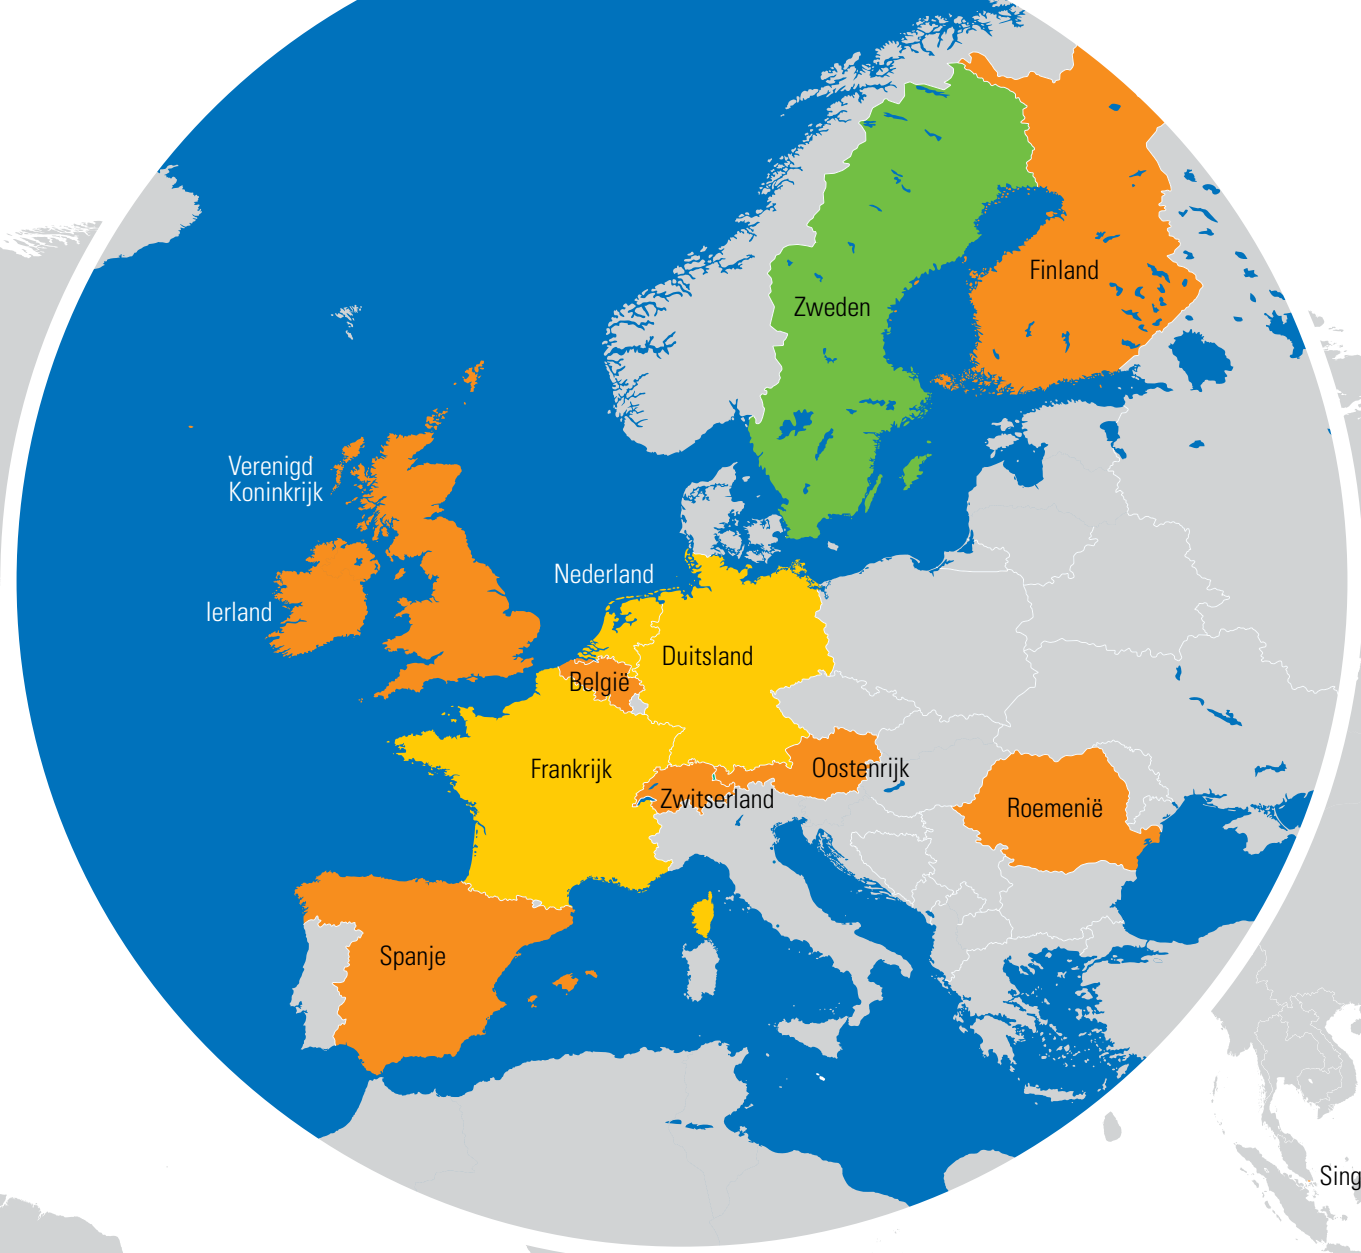 Finland
Zweden
Verenigd
Koninkrijk
Nederland
Ierland
Duitsland
België
Frankrijk
Oostenrijk
Zwitserland
Roemenië
Spanje
Sing